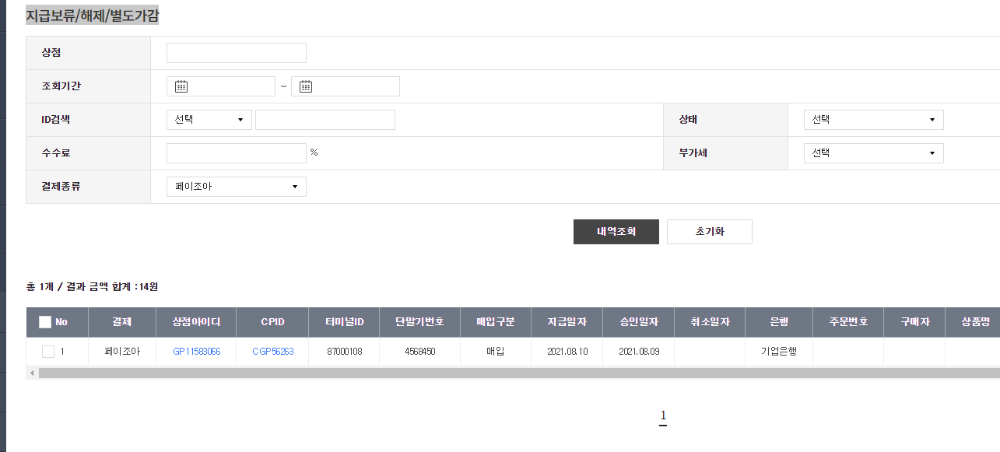 지급보류/해제/별도가감
상점
조회기간 ~
ID검색 선택 상태 선택
수수료 % 부가세 선택
결제종류 페이조아
내역조회 초기화
총 1개 / 결과 금액 합계 :14원
No 결제 상점아이디 CPID 터미널ID 단말기번호 매입구분 지급일자 승인일자 취소일자 은행 주문번호 구매자 상품명
1 페이조아 GP11583066 CGP56263 87000108 4568450 매입 2021.08.10 2021.08.09 기업은행
1